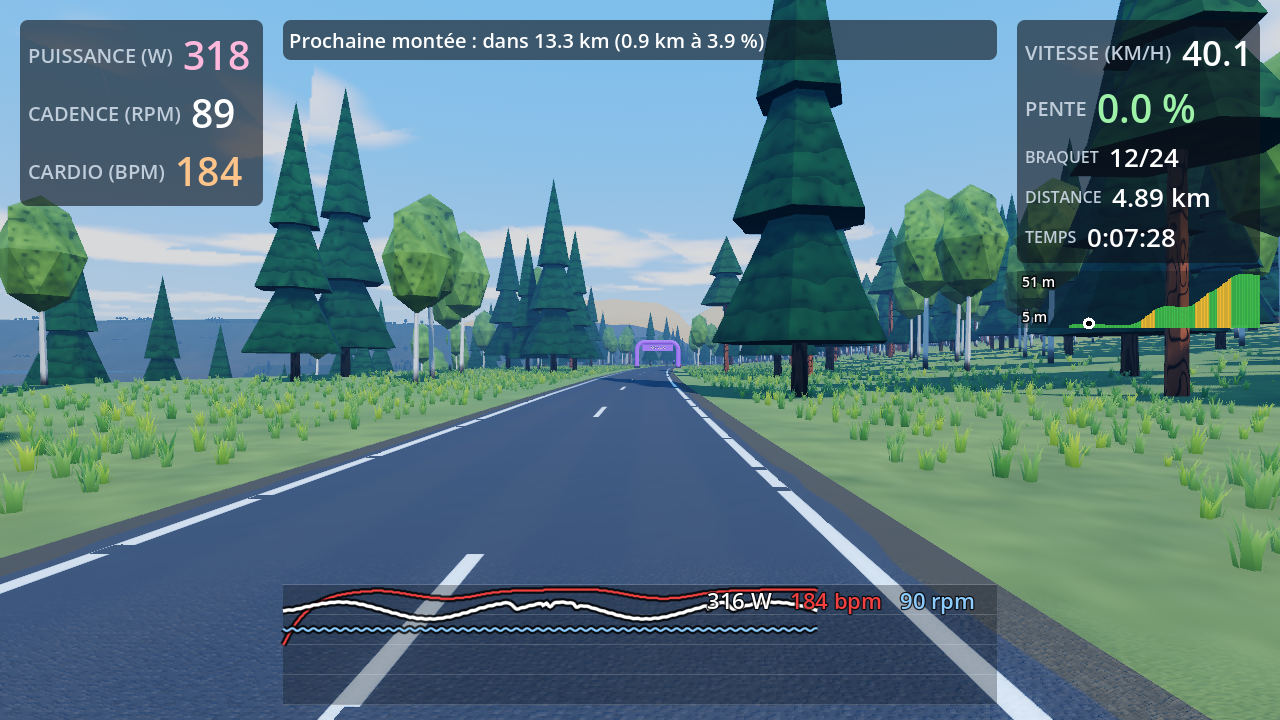 PUISSANCE (W) 318
CADENCE (RPM) 89
CARDIO (BPM) 184
Prochaine montée : dans 13.3 km (0.9 km à 3.9 %)
VITESSE (KM/H) 40.1
PENTE 0.0 %
BRAQUET 12/24
DISTANCE 4.89 km
TEMPS 0:07:28
51 m
5 m
316 W 184 bpm 90 rpm